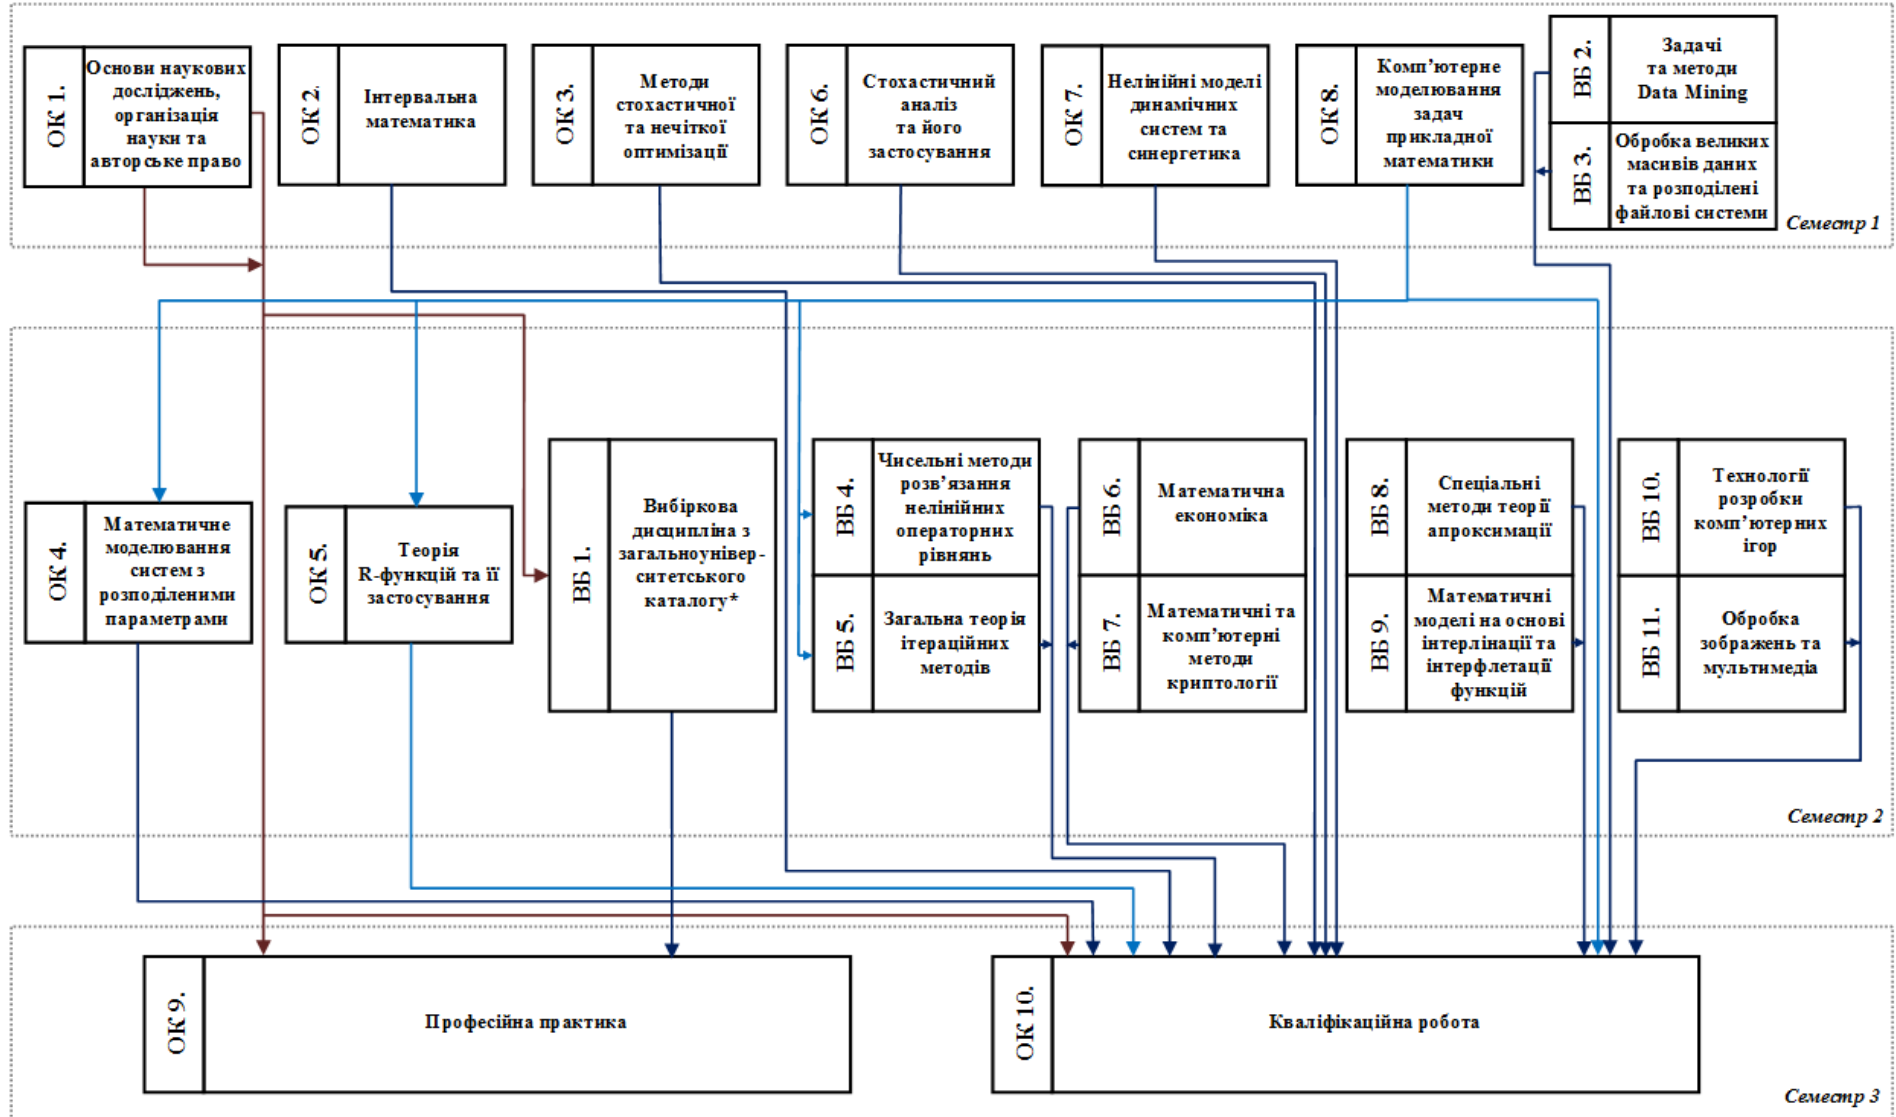 ОК 1.
Основи наукових
досліджень,
організація
науки та
авторське право
ОК 2.
Інтервальна
математика
ОК 3.
Методи
стохастичної
та нечіткої
оптимізації
ОК 6.
Стохастичний
аналіз
та його
застосування
ОК 7.
Нелінійні моделі
динамічних
систем та
синергетика
ОК 8.
Комп’ютерне
моделювання
задач
прикладної
математики
ВБ 2.
Задачі
та методи
Data Mining
ВБ 3.
Обробка великих
масивів даних
та розподілені
файлові системи
Семестр 1
ОК 4.
Математичне
моделювання
систем з
розподіленими
параметрами
ОК 5.
Теорія
R-функцій та її
застосування
ВБ 1.
Вибіркова
дисципліна з
загальноунівер-
ситетського
каталогу*
ВБ 4.
Чисельні методи
розв’язання
нелінійних
операторних
рівнянь
ВБ 5.
Загальна теорія
ітераційних
методів
ВБ 6.
Математична
економіка
ВБ 7.
Математичні та
комп’ютерні
методи
криптології
ВБ 8.
Спеціальні
методи теорії
апроксимації
ВБ 9.
Математичні
моделі на основі
інтерлінації та
інтерфлетації
функцій
ВБ 10.
Технології
розробки
комп’ютерних
ігор
ВБ 11.
Обробка
зображень та
мультимедіа
Семестр 2
ОК 9.
Професійна практика
ОК 10.
Кваліфікаційна робота
Семестр 3